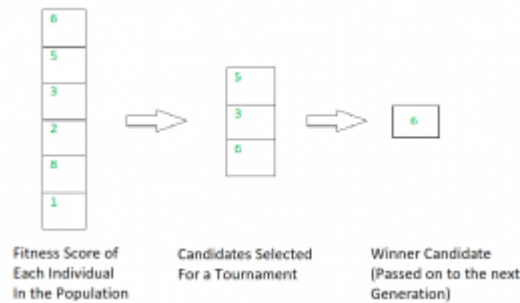 6
5
3
2
8
1
5
3
6
6
Fitness Score of
Each Individual
In the Population
Candidates Selected
For a Tournament
Winner Candidate
(Passed on to the next
Generation)